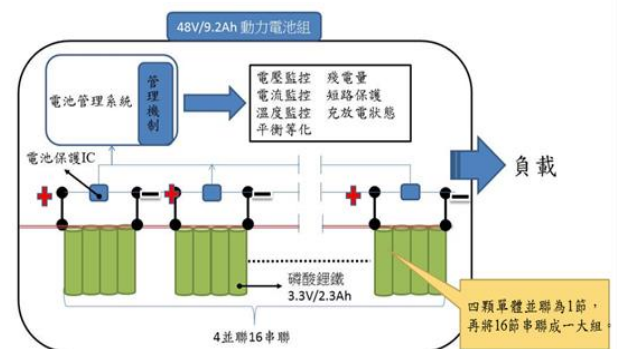 48V/9.2Ah 動力電池組
電池管理系統
管理機制
電壓監控 殘電量
電流監控 短路保護
溫度監控 充放電狀態
平衡等化
電池保護IC
負載
磷酸鋰鐵
3.3V/2.3Ah
4並聯16串聯
四顆單體並聯為1節，
再將16節串聯成一大組。